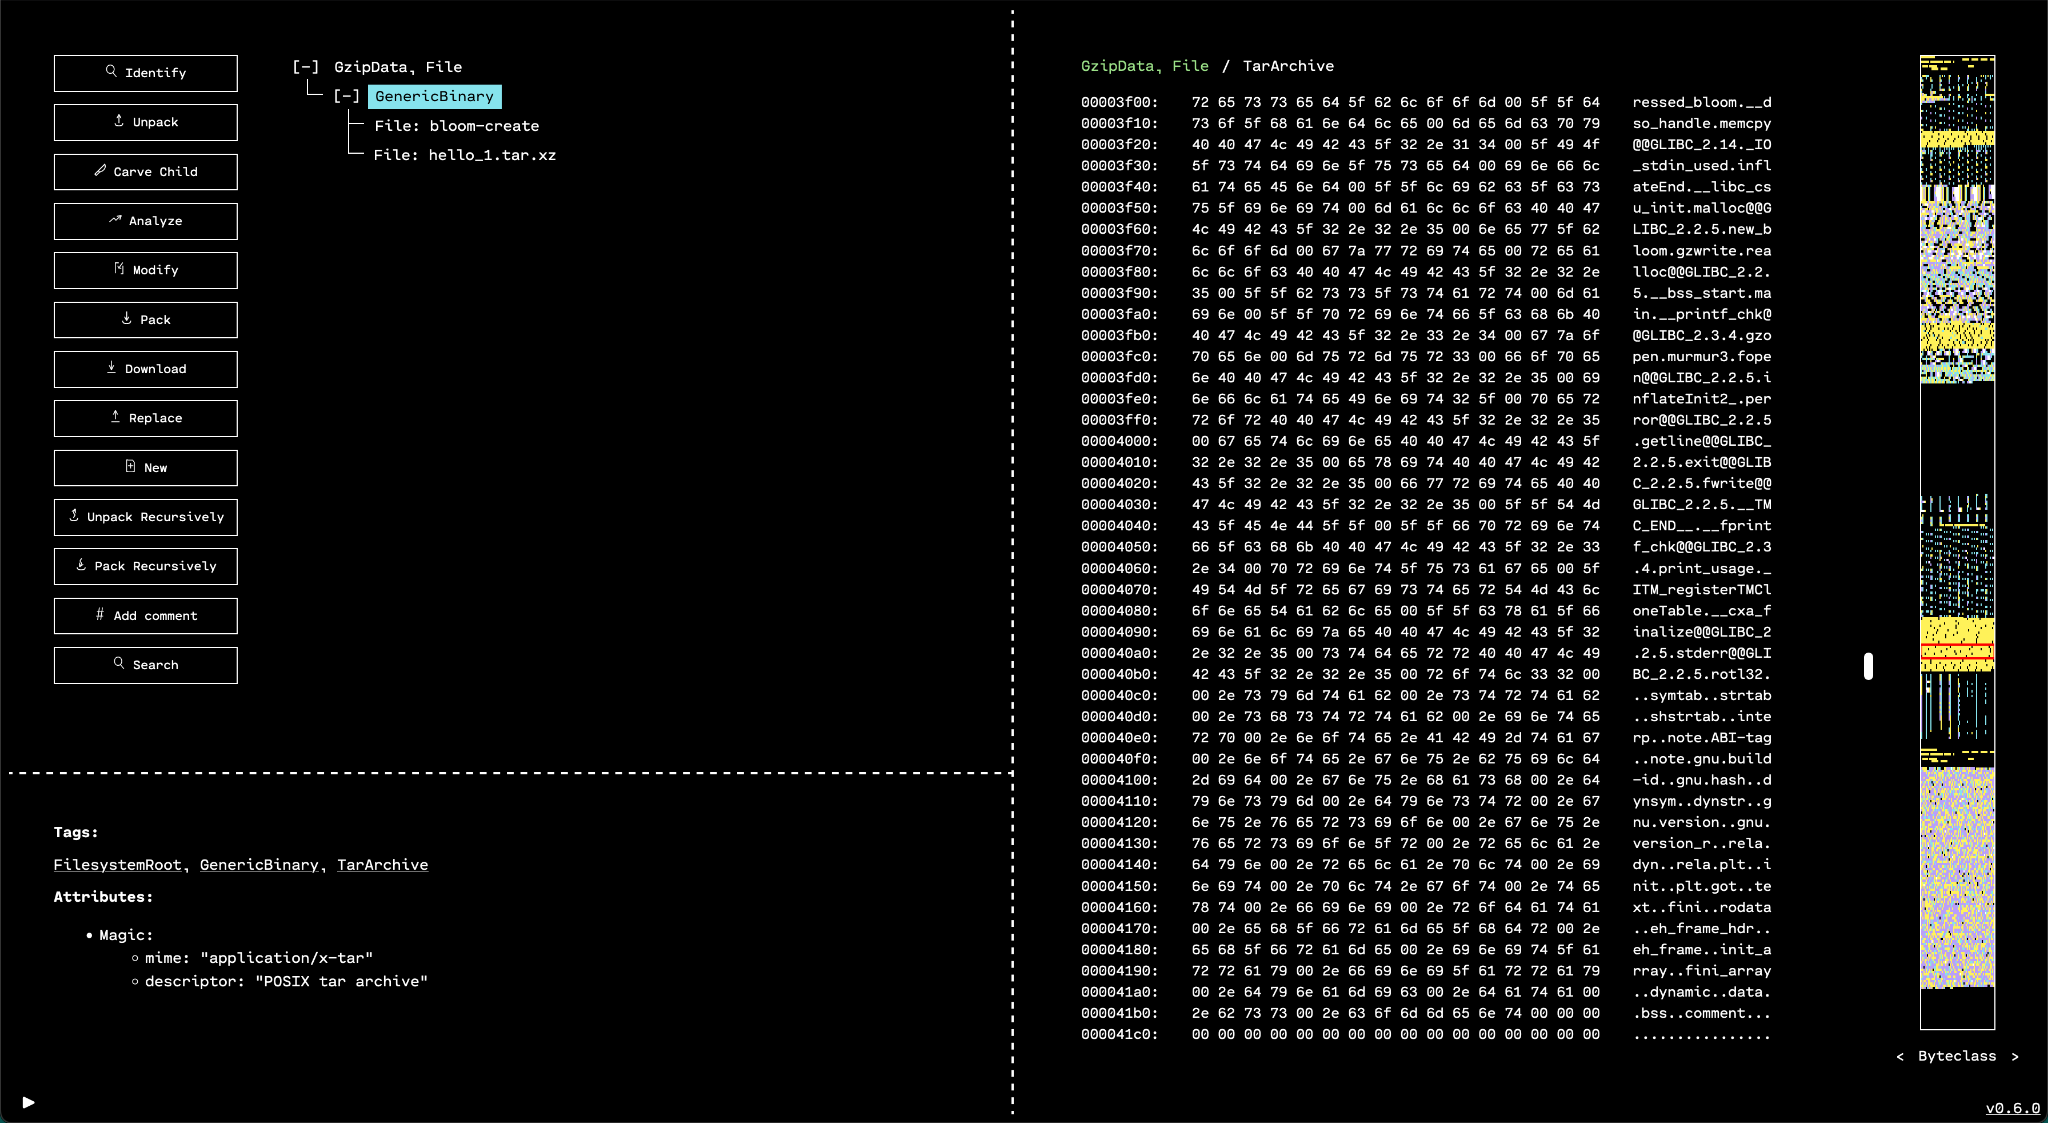 Identify
Unpack
Carve Child
Analyze
Modify
Pack
Download
Replace
New
Unpack Recursively
Pack Recursively
# Add comment
Search
[-] GzipData, File
[-] GenericBinary
File: bloom-create
File: hello_1.tar.xz
Tags:
FilesystemRoot, GenericBinary, TarArchive
Attributes:
• Magic:
○ mime: "application/x-tar"
○ descriptor: "POSIX tar archive"
GzipData, File / TarArchive
00003f00: 72 65 73 73 65 64 5f 62 6c 6f 6f 6d 00 5f 5f 64 ressed_bloom.__d
00003f10: 73 6f 5f 68 61 6e 64 6c 65 00 6d 65 6d 63 70 79 so_handle.memcpy
00003f20: 40 40 47 4c 49 42 43 5f 32 2e 31 34 00 5f 49 4f @@GLIBC_2.14._IO
00003f30: 5f 73 74 64 69 6e 5f 75 73 65 64 00 69 6e 66 6c _stdin_used.infl
00003f40: 61 74 65 45 6e 64 00 5f 5f 6c 69 62 63 5f 63 73 ateEnd.__libc_cs
00003f50: 75 5f 69 6e 69 74 00 6d 61 6c 6c 6f 63 40 40 47 u_init.malloc@@G
00003f60: 4c 49 42 43 5f 32 2e 32 2e 35 00 6e 65 77 5f 62 LIBC_2.2.5.new_b
00003f70: 6c 6f 6f 6d 00 67 7a 77 72 69 74 65 00 72 65 61 loom.gzwrite.rea
00003f80: 6c 6c 6f 63 40 40 47 4c 49 42 43 5f 32 2e 32 2e lloc@@GLIBC_2.2.
00003f90: 35 00 5f 5f 62 73 73 5f 73 74 61 72 74 00 6d 61 5.__bss_start.ma
00003fa0: 69 6e 00 5f 5f 70 72 69 6e 74 66 5f 63 68 6b 40 in.__printf_chk@
00003fb0: 40 47 4c 49 42 43 5f 32 2e 33 2e 34 00 67 7a 6f @GLIBC_2.3.4.gzo
00003fc0: 70 65 6e 00 6d 75 72 6d 75 72 33 00 66 6f 70 65 pen.murmur3.fope
00003fd0: 6e 40 40 47 4c 49 42 43 5f 32 2e 32 2e 35 00 69 n@@GLIBC_2.2.5.i
00003fe0: 6e 66 6c 61 74 65 49 6e 69 74 32 5f 00 70 65 72 nflateInit2_.per
00003ff0: 72 6f 72 40 40 47 4c 49 42 43 5f 32 2e 32 2e 35 ror@@GLIBC_2.2.5
00004000: 00 67 65 74 6c 69 6e 65 40 40 47 4c 49 42 43 5f .getline@@GLIBC_
00004010: 32 2e 32 2e 35 00 65 78 69 74 40 40 47 4c 49 42 2.2.5.exit@@GLIB
00004020: 43 5f 32 2e 32 2e 35 00 66 77 72 69 74 65 40 40 C_2.2.5.fwrite@@
00004030: 47 4c 49 42 43 5f 32 2e 32 2e 35 00 5f 5f 54 4d GLIBC_2.2.5.__TM
00004040: 43 5f 45 4e 44 5f 5f 00 5f 5f 66 70 72 69 6e 74 C_END__.__fprint
00004050: 66 5f 63 68 6b 40 40 47 4c 49 42 43 5f 32 2e 33 f_chk@@GLIBC_2.3
00004060: 2e 34 00 70 72 69 6e 74 5f 75 73 61 67 65 00 5f .4.print_usage._
00004070: 49 54 4d 5f 72 65 67 69 73 74 65 72 54 4d 43 6c ITM_registerTMCl
00004080: 6f 6e 65 54 61 62 6c 65 00 5f 5f 63 78 61 5f 66 oneTable.__cxa_f
00004090: 69 6e 61 6c 69 7a 65 40 40 47 4c 49 42 43 5f 32 inalize@@GLIBC_2
000040a0: 2e 32 2e 35 00 73 74 64 65 72 72 40 40 47 4c 49 .2.5.stderr@@GLI
000040b0: 42 43 5f 32 2e 32 2e 35 00 72 6f 74 6c 33 32 00 BC_2.2.5.rotl32.
000040c0: 00 2e 73 79 6d 74 61 62 00 2e 73 74 72 74 61 62 ..symtab..strtab
000040d0: 00 2e 73 68 73 74 72 74 61 62 00 2e 69 6e 74 65 ..shstrtab..inte
000040e0: 72 70 00 2e 6e 6f 74 65 2e 41 42 49 2d 74 61 67 rp..note.ABI-tag
000040f0: 00 2e 6e 6f 74 65 2e 67 6e 75 2e 62 75 69 6c 64 ..note.gnu.build
00004100: 2d 69 64 00 2e 67 6e 75 2e 68 61 73 68 00 2e 64 -id..gnu.hash..d
00004110: 79 6e 73 79 6d 00 2e 64 79 6e 73 74 72 00 2e 67 ynsym..dynstr..g
00004120: 6e 75 2e 76 65 72 73 69 6f 6e 00 2e 67 6e 75 2e nu.version..gnu.
00004130: 76 65 72 73 69 6f 6e 5f 72 00 2e 72 65 6c 61 2e version_r..rela.
00004140: 64 79 6e 00 2e 72 65 6c 61 2e 70 6c 74 00 2e 69 dyn..rela.plt..i
00004150: 6e 69 74 00 2e 70 6c 74 2e 67 6f 74 00 2e 74 65 nit..plt.got..te
00004160: 78 74 00 2e 66 69 6e 69 00 2e 72 6f 64 61 74 61 xt..fini..rodata
00004170: 00 2e 65 68 5f 66 72 61 6d 65 5f 68 64 72 00 2e ..eh_frame_hdr..
00004180: 65 68 5f 66 72 61 6d 65 00 2e 69 6e 69 74 5f 61 eh_frame..init_a
00004190: 72 72 61 79 00 2e 66 69 6e 69 5f 61 72 72 61 79 rray..fini_array
000041a0: 00 2e 64 79 6e 61 6d 69 63 00 2e 64 61 74 61 00 ..dynamic..data.
000041b0: 2e 62 73 73 00 2e 63 6f 6d 6d 65 6e 74 00 00 00 .bss..comment...
000041c0: 00 00 00 00 00 00 00 00 00 00 00 00 00 00 00 00 ................
< Byteclass >
v0.6.0